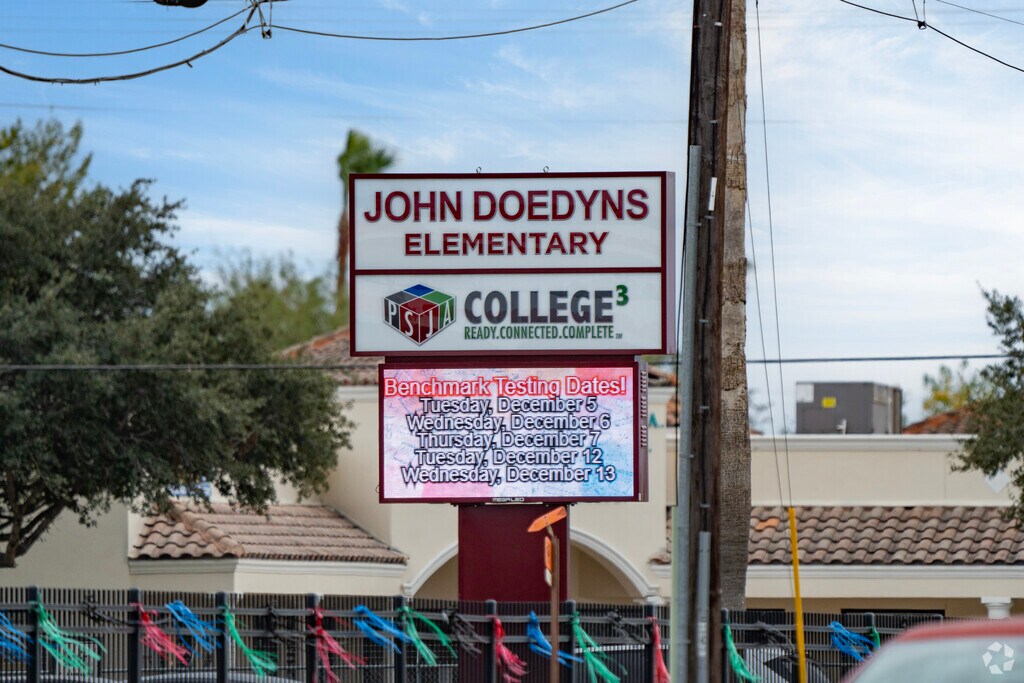 JOHN DOEDYNS
ELEMENTARY
PSJA
COLLEGE³
READY.CONNECTED.COMPLETE
Benchmark Testing Dates!
Tuesday, December 5
Wednesday, December 6
Thursday, December 7
Tuesday, December 12
Wednesday, December 13
MEGALED